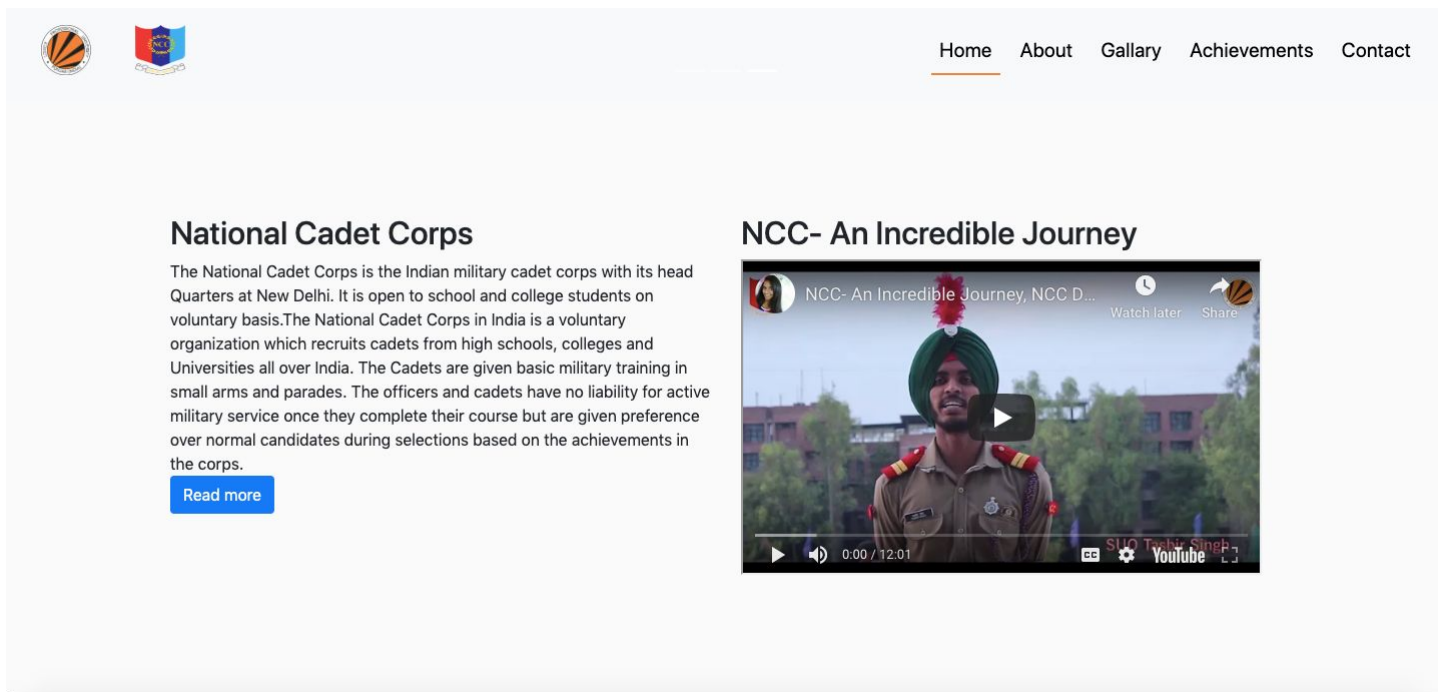 NCC
Home About Gallary Achievements Contact
National Cadet Corps
The National Cadet Corps is the Indian military cadet corps with its head
Quarters at New Delhi. It is open to school and college students on
voluntary basis.The National Cadet Corps in India is a voluntary
organization which recruits cadets from high schools, colleges and
Universities all over India. The Cadets are given basic military training in
small arms and parades. The officers and cadets have no liability for active
military service once they complete their course but are given preference
over normal candidates during selections based on the achievements in
the corps.
Read more
NCC- An Incredible Journey
NCC- An Incredible Journey, NCC D...
Watch later Share
SUO Tasbir Singh
0:00 / 12:01
CC
YouTube